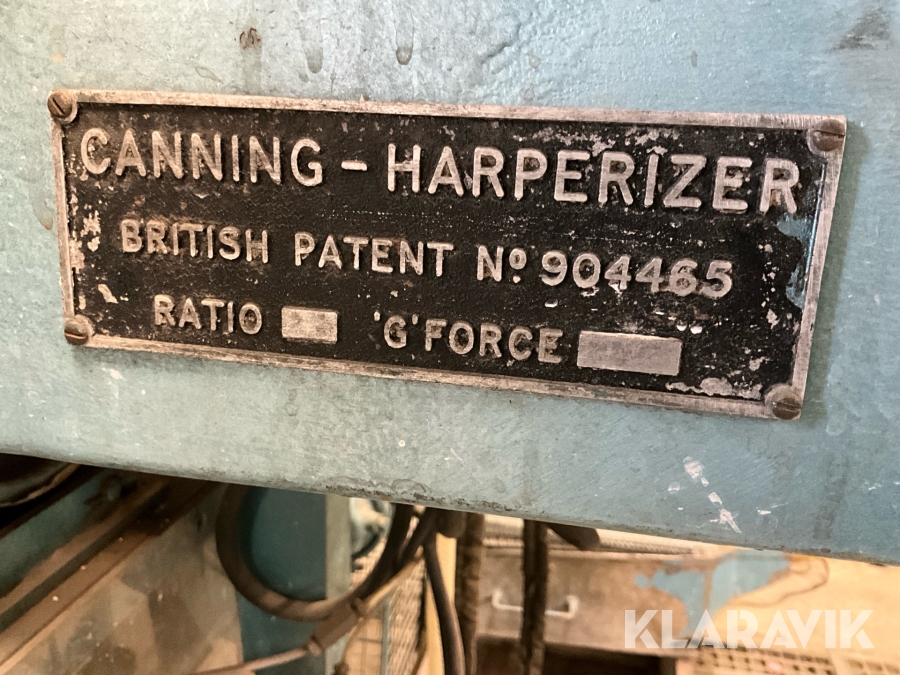 CANNING - HARPERIZER
BRITISH PATENT Nº 904465
RATIO 'G' FORCE
KLARAVIK